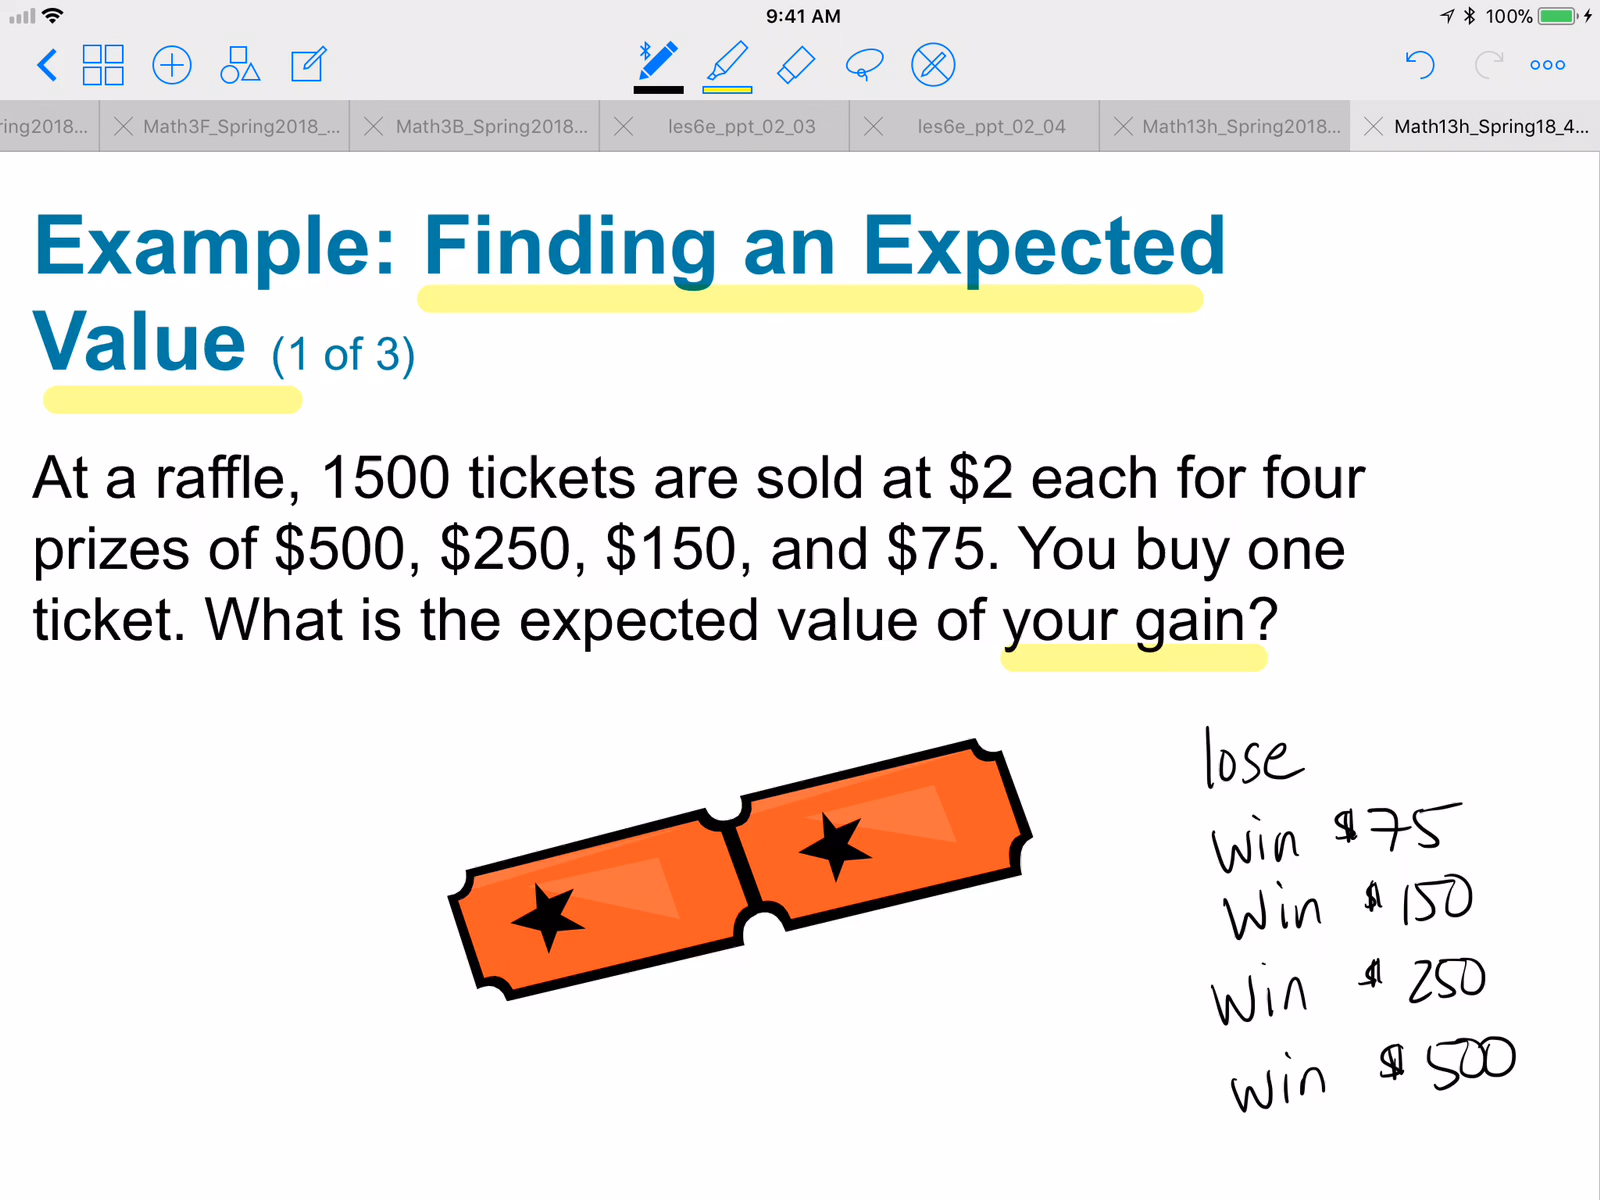 9:41 AM
100%
ring2018...
Math3F_Spring2018_...
Math3B_Spring2018...
les6e_ppt_02_03
les6e_ppt_02_04
Math13h_Spring2018...
Math13h_Spring18_4...
Example: Finding an Expected
Value (1 of 3)
At a raffle, 1500 tickets are sold at $2 each for four
prizes of $500, $250, $150, and $75. You buy one
ticket. What is the expected value of your gain?
lose
win $75
win $150
win $250
win $500